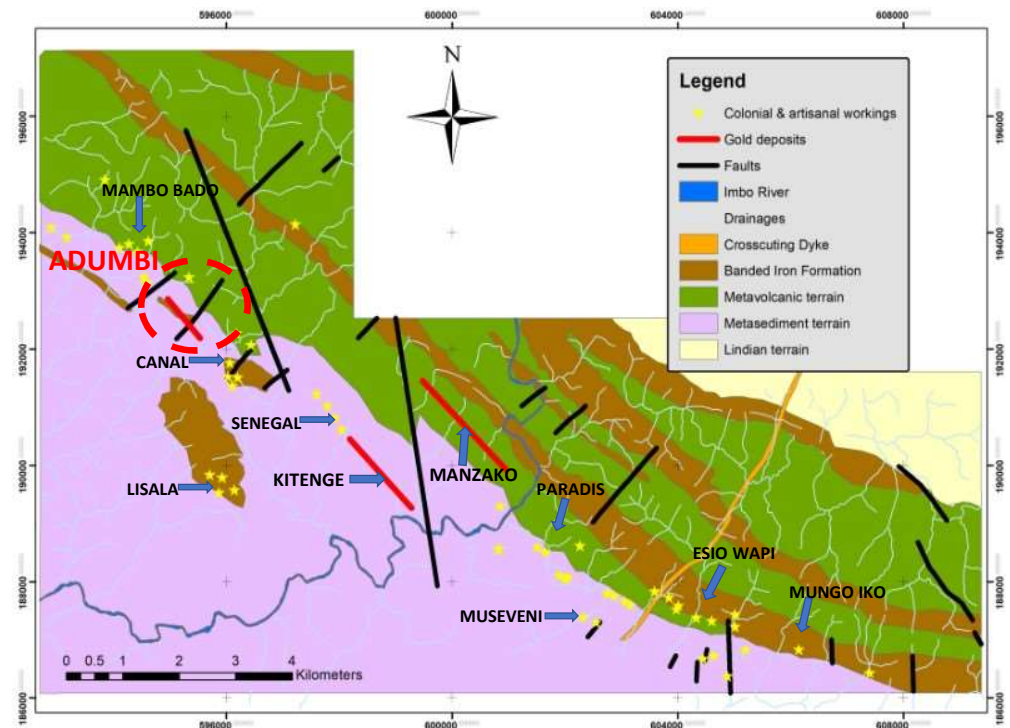 596000 600000 604000 608000
N
Legend
Colonial & artisanal workings
Gold deposits
Faults
Imbo River
Drainages
Crosscuting Dyke
Banded Iron Formation
Metavolcanic terrain
Metasediment terrain
Lindian terrain
196000 196000
MAMBO BADO
194000 194000
ADUMBI
192000 192000
CANAL
SENEGAL
190000 190000
LISALA
KITENGE
MANZAKO
PARADIS
ESIO WAPI
188000 188000
MUNGO IKO
MUSEVENI
0 0.5 1 2 3 4
Kilometers
186000 186000
596000 600000 604000 608000